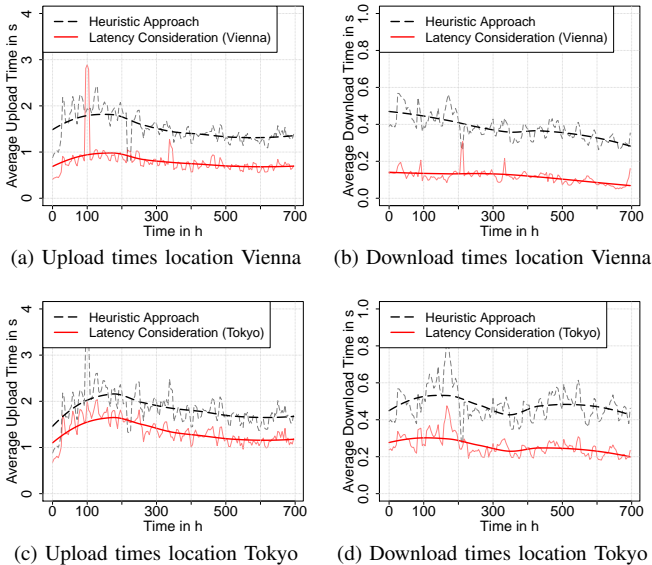 Average Upload Time in s
4
3
2
1
0
Heuristic Approach
Latency Consideration (Vienna)
0
100
300
500
700
Time in h
(a) Upload times location Vienna
Average Download Time in s
1.0
0.8
0.6
0.4
0.2
0.0
Heuristic Approach
Latency Consideration (Vienna)
0
100
300
500
700
Time in h
(b) Download times location Vienna
Average Upload Time in s
4
3
2
1
0
Heuristic Approach
Latency Consideration (Tokyo)
0
100
300
500
700
Time in h
(c) Upload times location Tokyo
Average Download Time in s
1.0
0.8
0.6
0.4
0.2
0.0
Heuristic Approach
Latency Consideration (Tokyo)
0
100
300
500
700
Time in h
(d) Download times location Tokyo